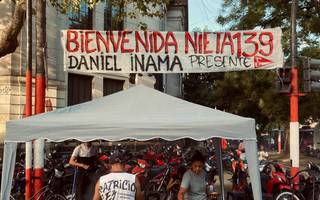 BIENVENIDA NIETA 139
DANIEL INAMA PRESENTE
PATRICIO